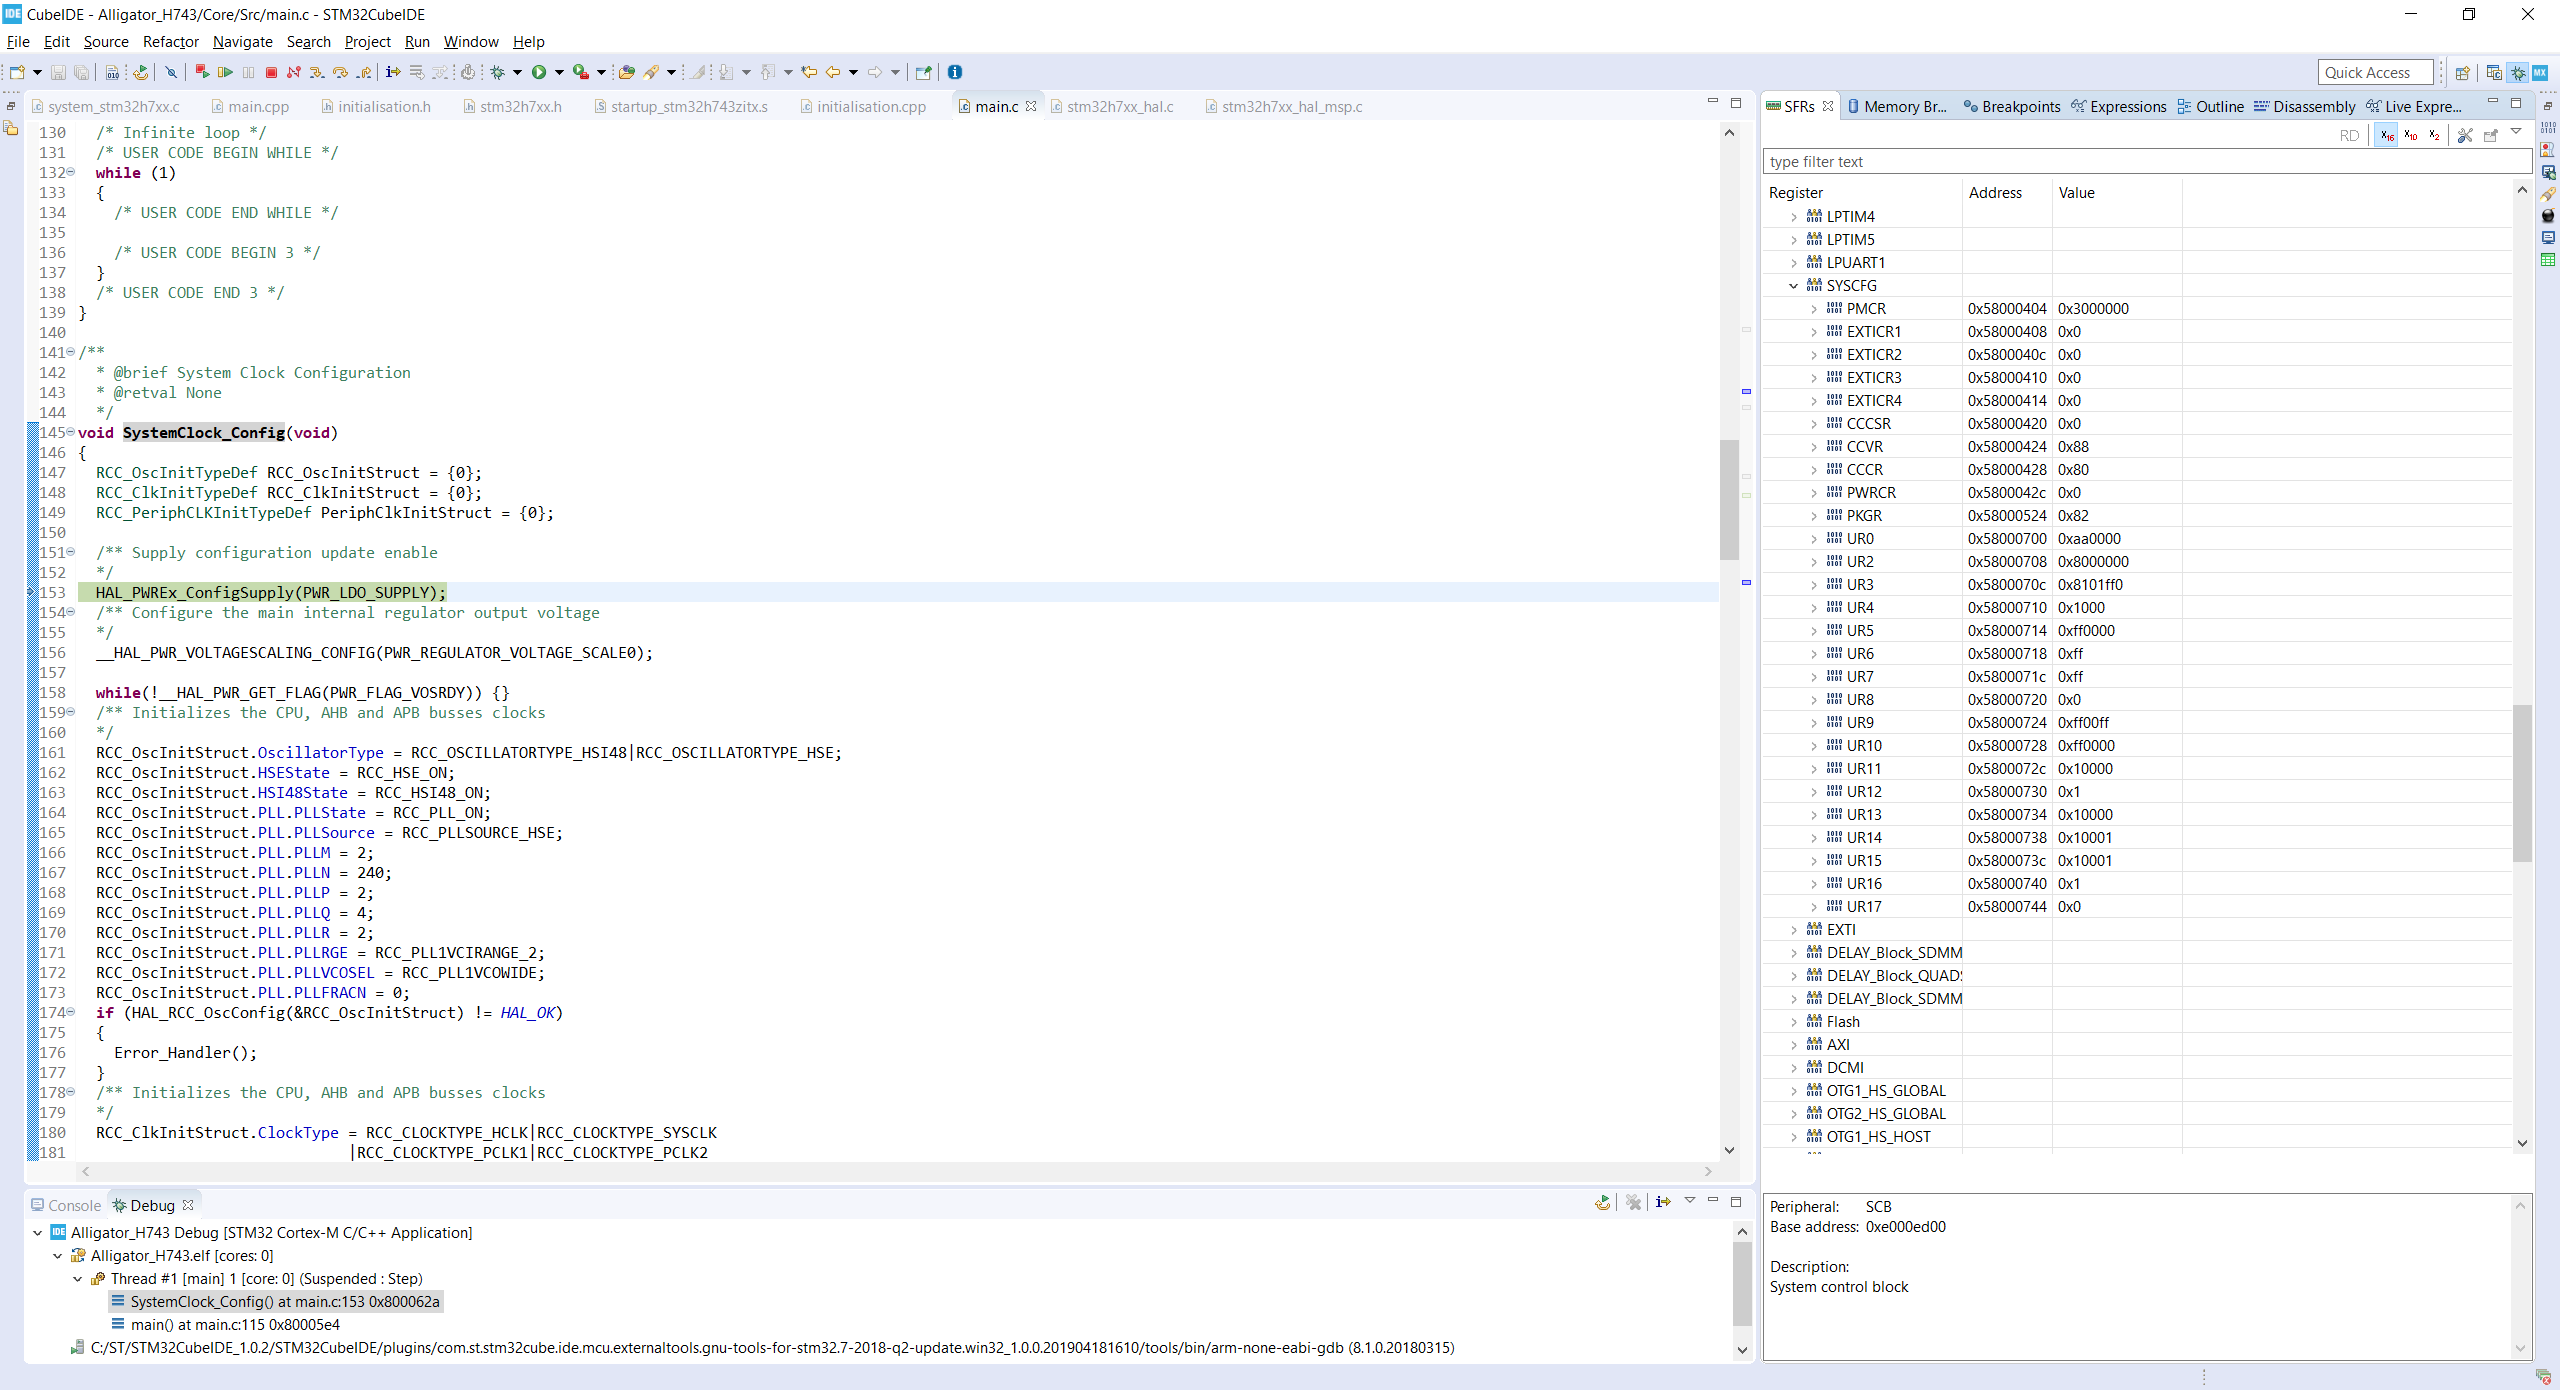 CubeIDE - Alligator_H743/Core/Src/main.c - STM32CubeIDE
File Edit Source Refactor Navigate Search Project Run Window Help
Quick Access
system_stm32h7xx.c main.cpp initialisation.h stm32h7xx.h startup_stm32h743zitx.s initialisation.cpp main.c stm32h7xx_hal.c stm32h7xx_hal_msp.c
130 /* Infinite loop */
131 /* USER CODE BEGIN WHILE */
132 while (1)
133 {
134 /* USER CODE END WHILE */
135
136 /* USER CODE BEGIN 3 */
137 }
138 /* USER CODE END 3 */
139 }
140
141 /**
142 * @brief System Clock Configuration
143 * @retval None
144 */
145 void SystemClock_Config(void)
146 {
147 RCC_OscInitTypeDef RCC_OscInitStruct = {0};
148 RCC_ClkInitTypeDef RCC_ClkInitStruct = {0};
149 RCC_PeriphCLKInitTypeDef PeriphClkInitStruct = {0};
150
151 /** Supply configuration update enable
152 */
153 HAL_PWREx_ConfigSupply(PWR_LDO_SUPPLY);
154 /** Configure the main internal regulator output voltage
155 */
156 __HAL_PWR_VOLTAGESCALING_CONFIG(PWR_REGULATOR_VOLTAGE_SCALE0);
157
158 while(!__HAL_PWR_GET_FLAG(PWR_FLAG_VOSRDY)) {}
159 /** Initializes the CPU, AHB and APB busses clocks
160 */
161 RCC_OscInitStruct.OscillatorType = RCC_OSCILLATORTYPE_HSI48|RCC_OSCILLATORTYPE_HSE;
162 RCC_OscInitStruct.HSEState = RCC_HSE_ON;
163 RCC_OscInitStruct.HSI48State = RCC_HSI48_ON;
164 RCC_OscInitStruct.PLL.PLLState = RCC_PLL_ON;
165 RCC_OscInitStruct.PLL.PLLSource = RCC_PLLSOURCE_HSE;
166 RCC_OscInitStruct.PLL.PLLM = 2;
167 RCC_OscInitStruct.PLL.PLLN = 240;
168 RCC_OscInitStruct.PLL.PLLP = 2;
169 RCC_OscInitStruct.PLL.PLLQ = 4;
170 RCC_OscInitStruct.PLL.PLLR = 2;
171 RCC_OscInitStruct.PLL.PLLRGE = RCC_PLL1VCIRANGE_2;
172 RCC_OscInitStruct.PLL.PLLVCOSEL = RCC_PLL1VCOWIDE;
173 RCC_OscInitStruct.PLL.PLLFRACN = 0;
174 if (HAL_RCC_OscConfig(&RCC_OscInitStruct) != HAL_OK)
175 {
176 Error_Handler();
177 }
178 /** Initializes the CPU, AHB and APB busses clocks
179 */
180 RCC_ClkInitStruct.ClockType = RCC_CLOCKTYPE_HCLK|RCC_CLOCKTYPE_SYSCLK
181 |RCC_CLOCKTYPE_PCLK1|RCC_CLOCKTYPE_PCLK2
Console Debug
Alligator_H743 Debug [STM32 Cortex-M C/C++ Application]
Alligator_H743.elf [cores: 0]
Thread #1 [main] 1 [core: 0] (Suspended : Step)
SystemClock_Config() at main.c:153 0x800062a
main() at main.c:115 0x80005e4
C:/ST/STM32CubeIDE_1.0.2/STM32CubeIDE/plugins/com.st.stm32cube.ide.mcu.externaltools.gnu-tools-for-stm32.7-2018-q2-update.win32_1.0.0.201904181610/tools/bin/arm-none-eabi-gdb (8.1.0.20180315)
SFRs Memory Br... Breakpoints Expressions Outline Disassembly Live Expre...
RD x16 x10 x2
type filter text
Register Address Value
LPTIM4
LPTIM5
LPUART1
SYSCFG
PMCR 0x58000404 0x3000000
EXTICR1 0x58000408 0x0
EXTICR2 0x5800040c 0x0
EXTICR3 0x58000410 0x0
EXTICR4 0x58000414 0x0
CCCSR 0x58000420 0x0
CCVR 0x58000424 0x88
CCCR 0x58000428 0x80
PWRCR 0x5800042c 0x0
PKGR 0x58000524 0x82
UR0 0x58000700 0xaa0000
UR2 0x58000708 0x8000000
UR3 0x5800070c 0x8101ff0
UR4 0x58000710 0x1000
UR5 0x58000714 0xff0000
UR6 0x58000718 0xff
UR7 0x5800071c 0xff
UR8 0x58000720 0x0
UR9 0x58000724 0xff00ff
UR10 0x58000728 0xff0000
UR11 0x5800072c 0x10000
UR12 0x58000730 0x1
UR13 0x58000734 0x10000
UR14 0x58000738 0x10001
UR15 0x5800073c 0x10001
UR16 0x58000740 0x1
UR17 0x58000744 0x0
EXTI
DELAY_Block_SDMM
DELAY_Block_QUAD
DELAY_Block_SDMM
Flash
AXI
DCMI
OTG1_HS_GLOBAL
OTG2_HS_GLOBAL
OTG1_HS_HOST
Peripheral: SCB
Base address: 0xe000ed00
Description:
System control block